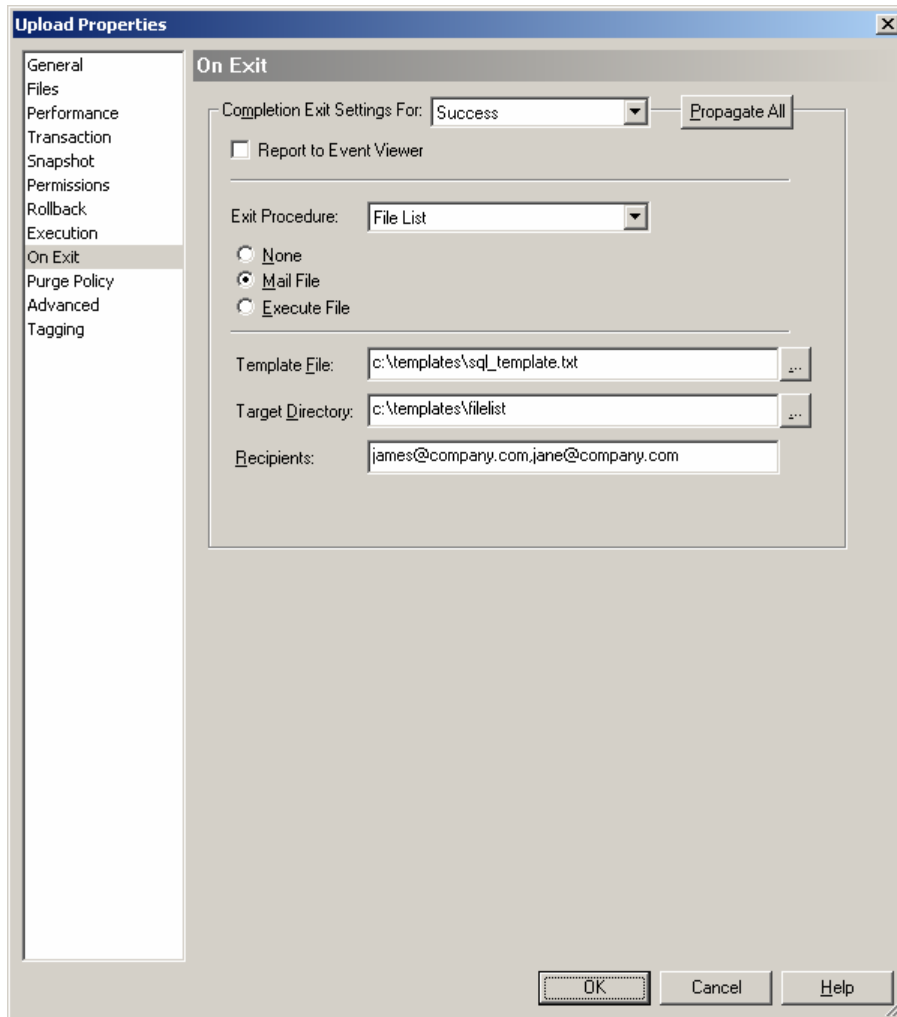 Upload Properties
General
Files
Performance
Transaction
Snapshot
Permissions
Rollback
Execution
On Exit
Purge Policy
Advanced
Tagging
On Exit
Completion Exit Settings For: Success Propagate All
Report to Event Viewer
Exit Procedure: File List
None
Mail File
Execute File
Template File: c:\templates\sql_template.txt ...
Target Directory: c:\templates\filelist ...
Recipients: james@company.com,jane@company.com
OK Cancel Help